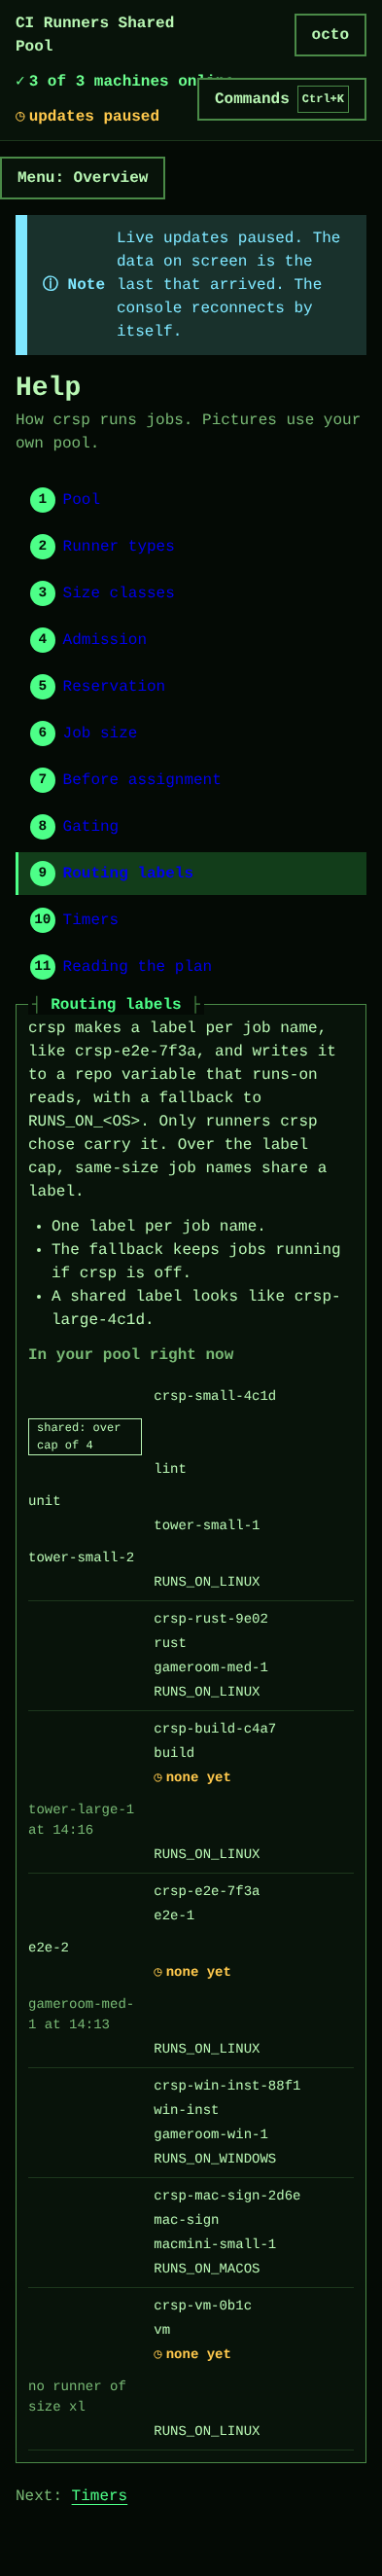 CI Runners Shared
Pool
octo
✓ 3 of 3 machines
Commands Ctrl+K
◷ updates paused
Menu: Overview
ⓘ Note
Live updates paused. The
data on screen is the
last that arrived. The
console reconnects by
itself.
Help
How crsp runs jobs. Pictures use your
own pool.
1 Pool
2 Runner types
3 Size classes
4 Admission
5 Reservation
6 Job size
7 Before assignment
8 Gating
9 Routing labels
10 Timers
11 Reading the plan
┤ Routing labels ├
crsp makes a label per job name,
like crsp-e2e-7f3a, and writes it
to a repo variable that runs-on
reads, with a fallback to
RUNS_ON_<OS>. Only runners crsp
chose carry it. Over the label
cap, same-size job names share a
label.
• One label per job name.
• The fallback keeps jobs running
if crsp is off.
• A shared label looks like crsp-
large-4c1d.
In your pool right now
crsp-small-4c1d
shared: over
cap of 4
lint
unit
tower-small-1
tower-small-2
RUNS_ON_LINUX
crsp-rust-9e02
rust
gameroom-med-1
RUNS_ON_LINUX
crsp-build-c4a7
build
◷ none yet
tower-large-1
at 14:16
RUNS_ON_LINUX
crsp-e2e-7f3a
e2e-1
e2e-2
◷ none yet
gameroom-med-
1 at 14:13
RUNS_ON_LINUX
crsp-win-inst-88f1
win-inst
gameroom-win-1
RUNS_ON_WINDOWS
crsp-mac-sign-2d6e
mac-sign
macmini-small-1
RUNS_ON_MACOS
crsp-vm-0b1c
vm
◷ none yet
no runner of
size xl
RUNS_ON_LINUX
Next: Timers